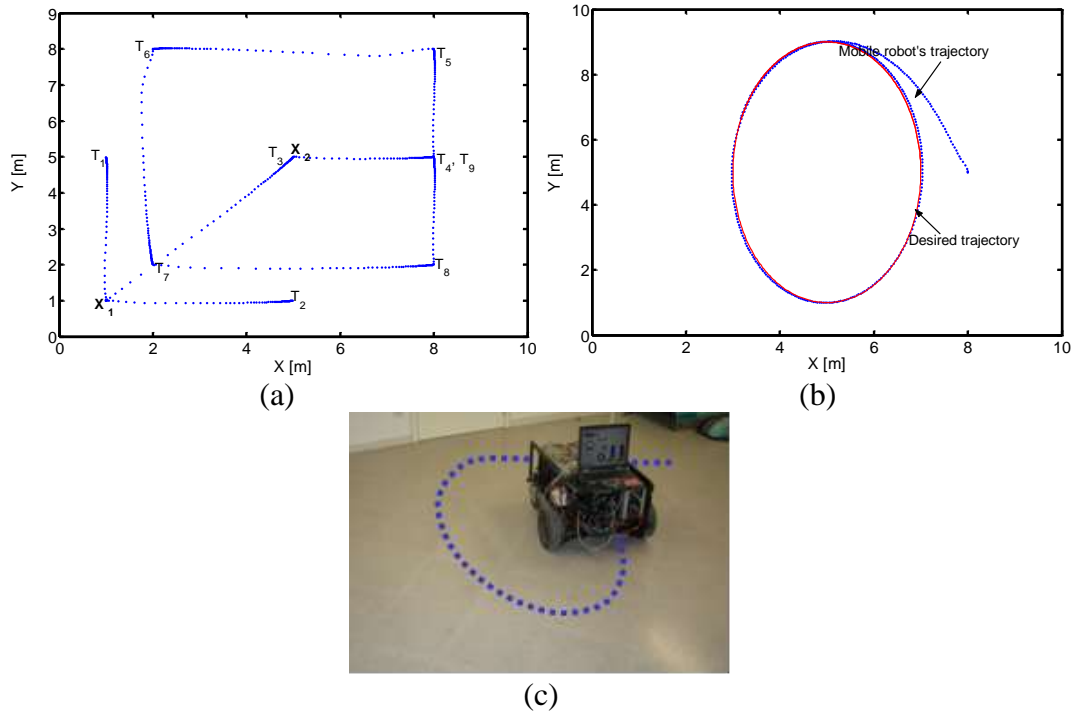 9
8
7
6
5
4
3
2
1
0
Y [m]
T6
T5
T1
T3
X2
T4, T9
T7
T8
X1
T2
0 2 4 6 8 10
X [m]
(a)
10
8
6
4
2
0
Y [m]
Mobile robot's trajectory
Desired trajectory
0 2 4 6 8 10
X [m]
(b)
(c)